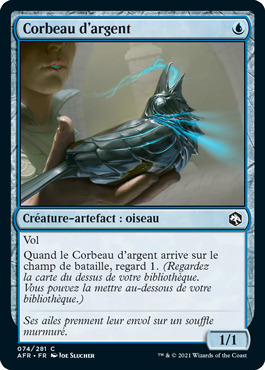 Corbeau d'argent
Créature-artefact : oiseau
Vol
Quand le Corbeau d'argent arrive sur le
champ de bataille, regard 1. (Regardez
la carte du dessus de votre bibliothèque.
Vous pouvez la mettre au-dessous de votre
bibliothèque.)
Ses ailes prennent leur envol sur un souffle
murmuré.
1/1
074/281 C
AFR • FR Joe Slucher
™ & © 2021 Wizards of the Coast